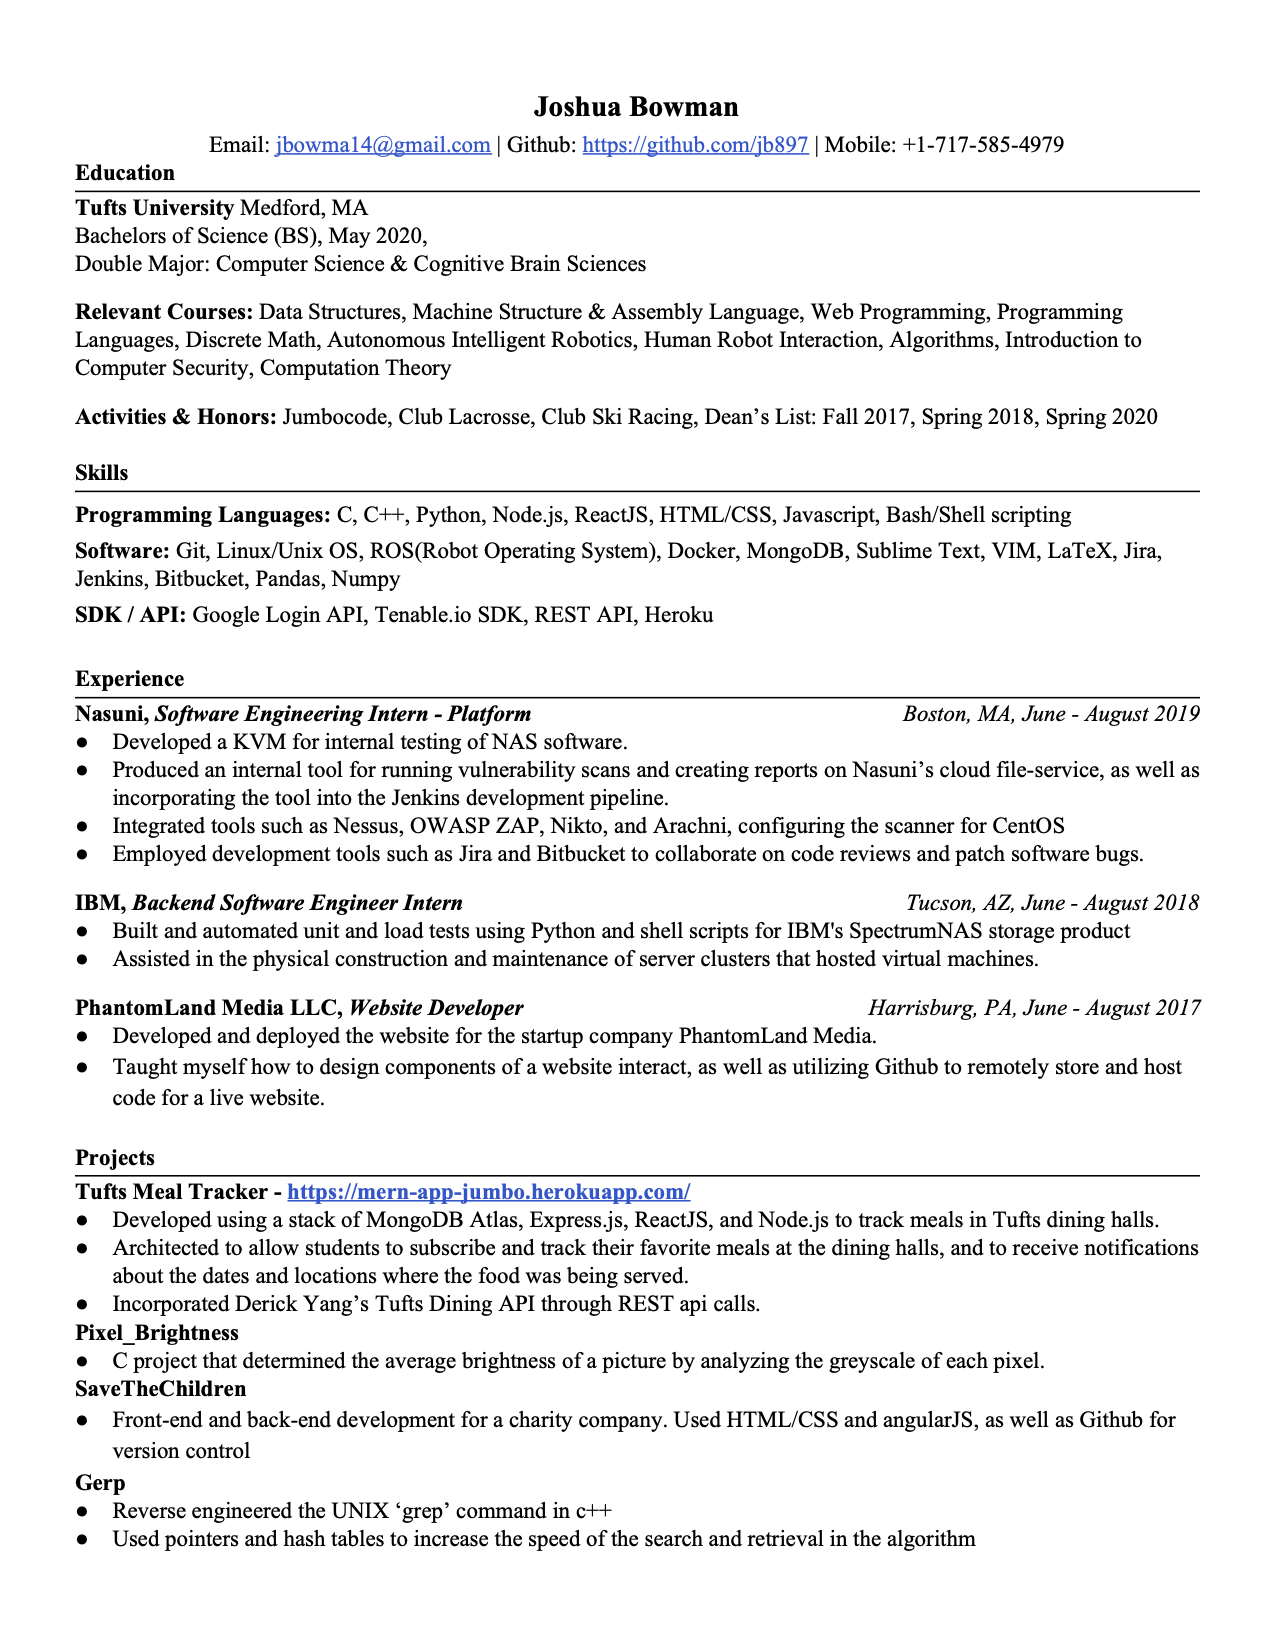 Joshua Bowman
Email: jbowma14@gmail.com | Github: https://github.com/jb897 | Mobile: +1-717-585-4979
Education
Tufts University Medford, MA
Bachelors of Science (BS), May 2020,
Double Major: Computer Science & Cognitive Brain Sciences
Relevant Courses: Data Structures, Machine Structure & Assembly Language, Web Programming, Programming
Languages, Discrete Math, Autonomous Intelligent Robotics, Human Robot Interaction, Algorithms, Introduction to
Computer Security, Computation Theory
Activities & Honors: Jumbocode, Club Lacrosse, Club Ski Racing, Dean’s List: Fall 2017, Spring 2018, Spring 2020
Skills
Programming Languages: C, C++, Python, Node.js, ReactJS, HTML/CSS, Javascript, Bash/Shell scripting
Software: Git, Linux/Unix OS, ROS(Robot Operating System), Docker, MongoDB, Sublime Text, VIM, LaTeX, Jira,
Jenkins, Bitbucket, Pandas, Numpy
SDK / API: Google Login API, Tenable.io SDK, REST API, Heroku
Experience
Nasuni, Software Engineering Intern - Platform Boston, MA, June - August 2019
● Developed a KVM for internal testing of NAS software.
● Produced an internal tool for running vulnerability scans and creating reports on Nasuni’s cloud file-service, as well as
incorporating the tool into the Jenkins development pipeline.
● Integrated tools such as Nessus, OWASP ZAP, Nikto, and Arachni, configuring the scanner for CentOS
● Employed development tools such as Jira and Bitbucket to collaborate on code reviews and patch software bugs.
IBM, Backend Software Engineer Intern Tucson, AZ, June - August 2018
● Built and automated unit and load tests using Python and shell scripts for IBM's SpectrumNAS storage product
● Assisted in the physical construction and maintenance of server clusters that hosted virtual machines.
PhantomLand Media LLC, Website Developer Harrisburg, PA, June - August 2017
● Developed and deployed the website for the startup company PhantomLand Media.
● Taught myself how to design components of a website interact, as well as utilizing Github to remotely store and host
code for a live website.
Projects
Tufts Meal Tracker - https://mern-app-jumbo.herokuapp.com/
● Developed using a stack of MongoDB Atlas, Express.js, ReactJS, and Node.js to track meals in Tufts dining halls.
● Architected to allow students to subscribe and track their favorite meals at the dining halls, and to receive notifications
about the dates and locations where the food was being served.
● Incorporated Derick Yang’s Tufts Dining API through REST api calls.
Pixel_Brightness
● C project that determined the average brightness of a picture by analyzing the greyscale of each pixel.
SaveTheChildren
● Front-end and back-end development for a charity company. Used HTML/CSS and angularJS, as well as Github for
version control
Gerp
● Reverse engineered the UNIX ‘grep’ command in c++
● Used pointers and hash tables to increase the speed of the search and retrieval in the algorithm